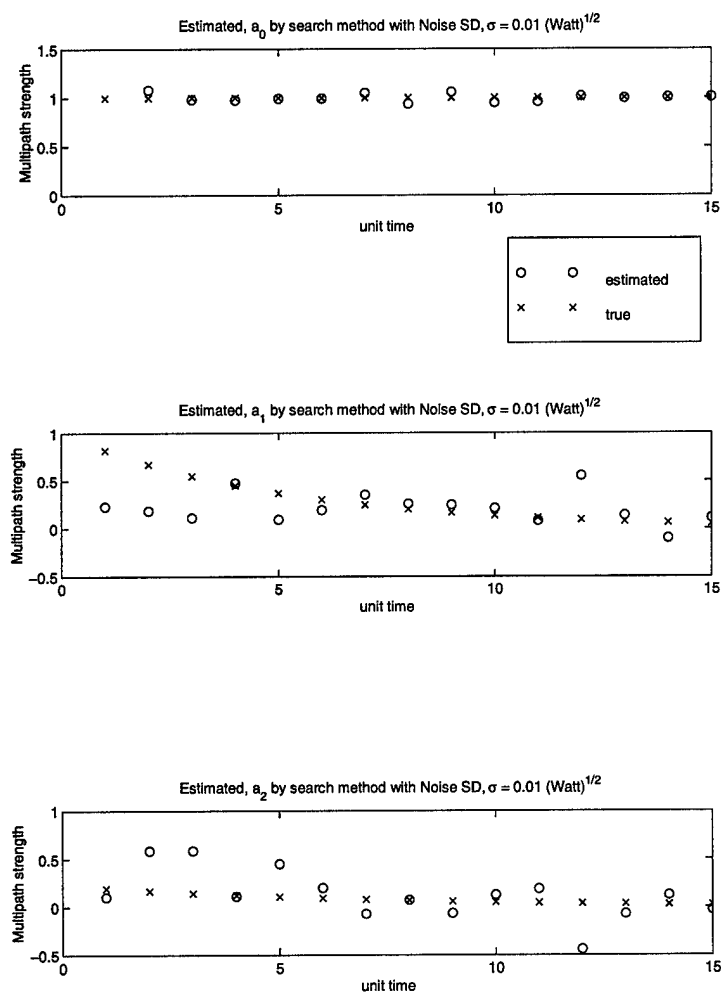 Estimated, a0 by search method with Noise SD, σ = 0.01 (Watt)1/2
1.5
1
0.5
0
Multipath strength
0
5
10
15
unit time
estimated
true
Estimated, a1 by search method with Noise SD, σ = 0.01 (Watt)1/2
1
0.5
0
−0.5
Multipath strength
0
5
10
15
unit time
Estimated, a2 by search method with Noise SD, σ = 0.01 (Watt)1/2
1
0.5
0
−0.5
Multipath strength
0
5
10
15
unit time